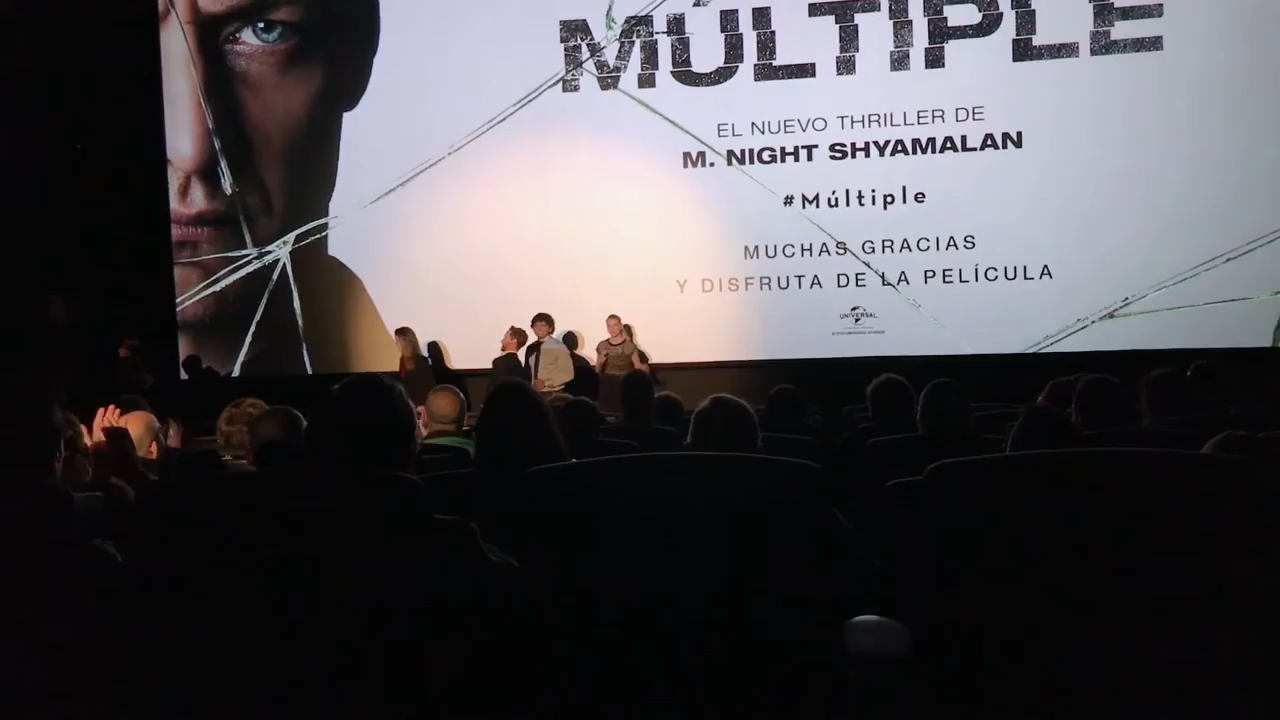 MÚLTIPLE
EL NUEVO THRILLER DE
M. NIGHT SHYAMALAN
#Múltiple
MUCHAS GRACIAS
Y DISFRUTA DE LA PELÍCULA
UNIVERSAL